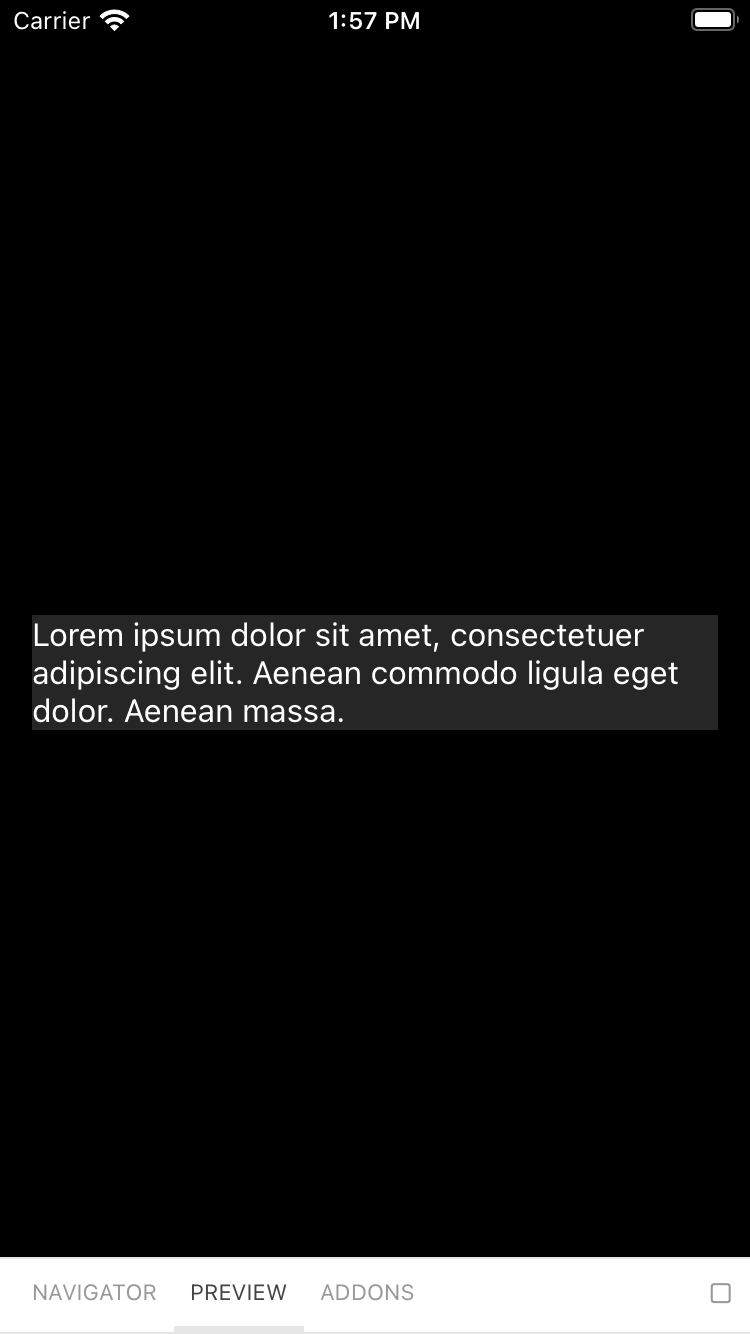 Carrier 1:57 PM
Lorem ipsum dolor sit amet, consectetuer
adipiscing elit. Aenean commodo ligula eget
dolor. Aenean massa.
NAVIGATOR PREVIEW ADDONS